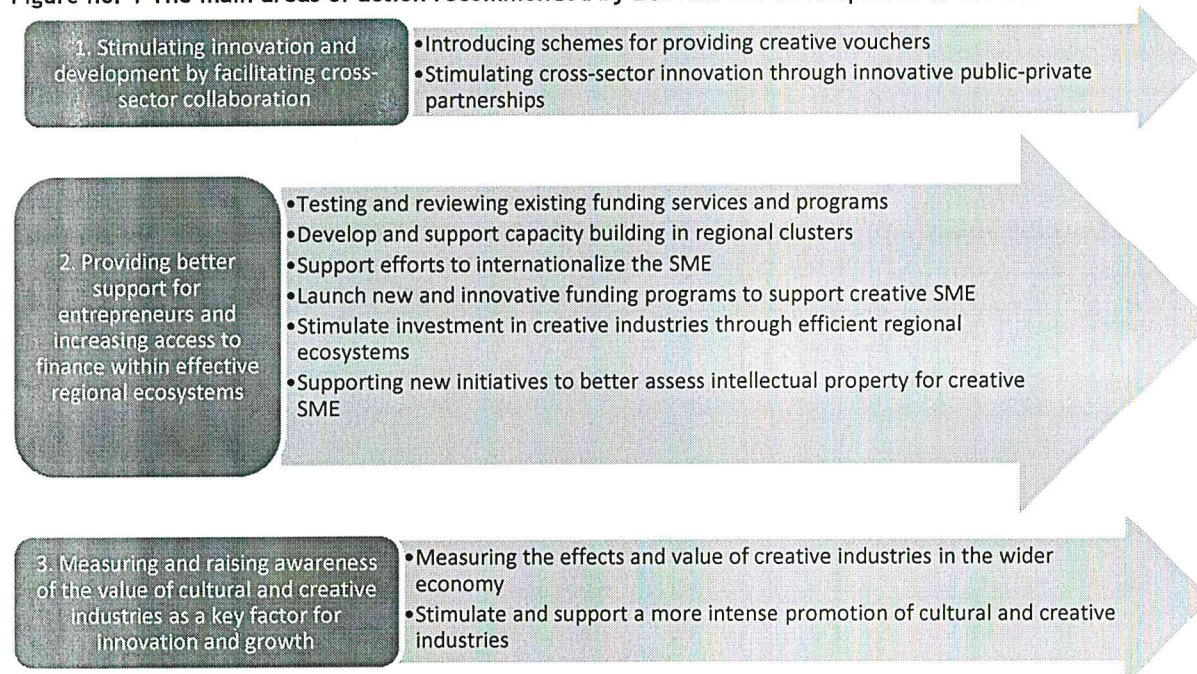 1. Stimulating innovation and
development by facilitating cross-
sector collaboration
•Introducing schemes for providing creative vouchers
•Stimulating cross-sector innovation through innovative public-private
partnerships
2. Providing better
support for
entrepreneurs and
increasing access to
finance within effective
regional ecosystems
•Testing and reviewing existing funding services and programs
•Develop and support capacity building in regional clusters
•Support efforts to internationalize the SME
•Launch new and innovative funding programs to support creative SME
•Stimulate investment in creative industries through efficient regional
ecosystems
•Supporting new initiatives to better assess intellectual property for creative
SME
3. Measuring and raising awareness
of the value of cultural and creative
industries as a key factor for
innovation and growth
•Measuring the effects and value of creative industries in the wider
economy
•Stimulate and support a more intense promotion of cultural and creative
industries